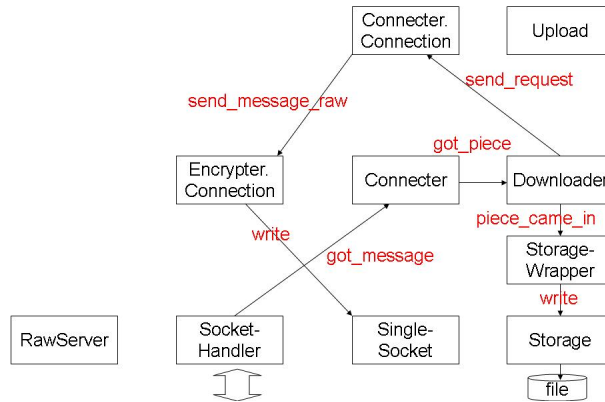 Connecter.
Connection
Upload
send_request
send_message_raw
got_piece
Encrypter.
Connection
Connecter
Downloader
piece_came_in
write
got_message
Storage-
Wrapper
write
RawServer
Socket-
Handler
Single-
Socket
Storage
file